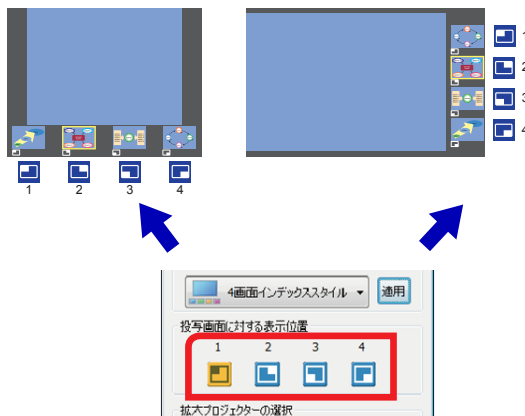 1
2
3
4
1 2 3 4
4画面インデックススタイル 適用
投写画面に対する表示位置
1 2 3 4
拡大プロジェクターの選択